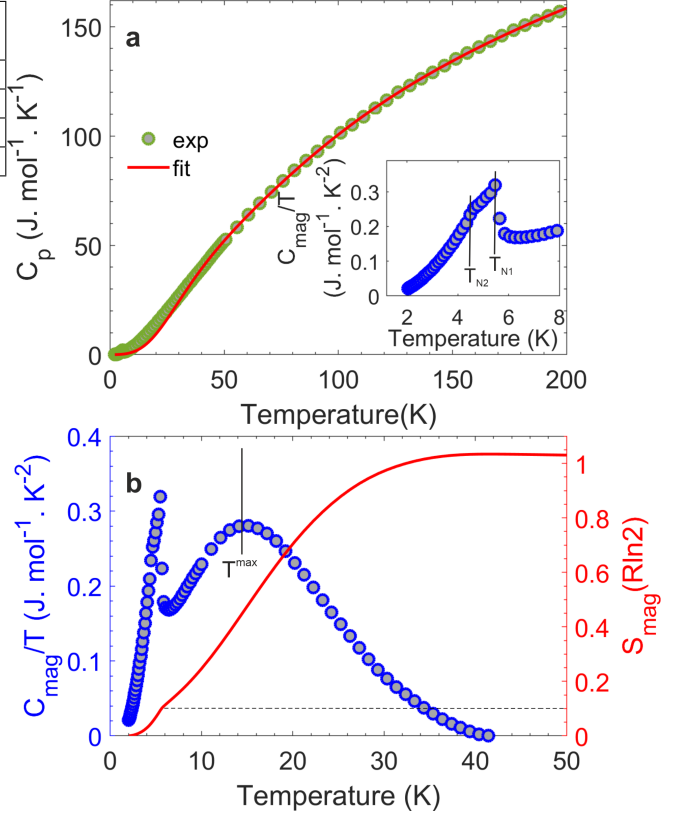 a
C_p (J. mol^-1 . K^-1)
150
100
50
0
exp
fit
C_mag/T
(J. mol^-1 . K^-2)
0.3
0.2
0.1
0
T_N2
T_N1
2 4 6 8
Temperature (K)
0 50 100 150 200
Temperature(K)
b
C_mag/T (J. mol^-1 . K^-2)
0.4
0.3
0.2
0.1
0
T^max
1
0.8
0.6
0.4
0.2
0
S_mag(Rln2)
0 10 20 30 40 50
Temperature (K)